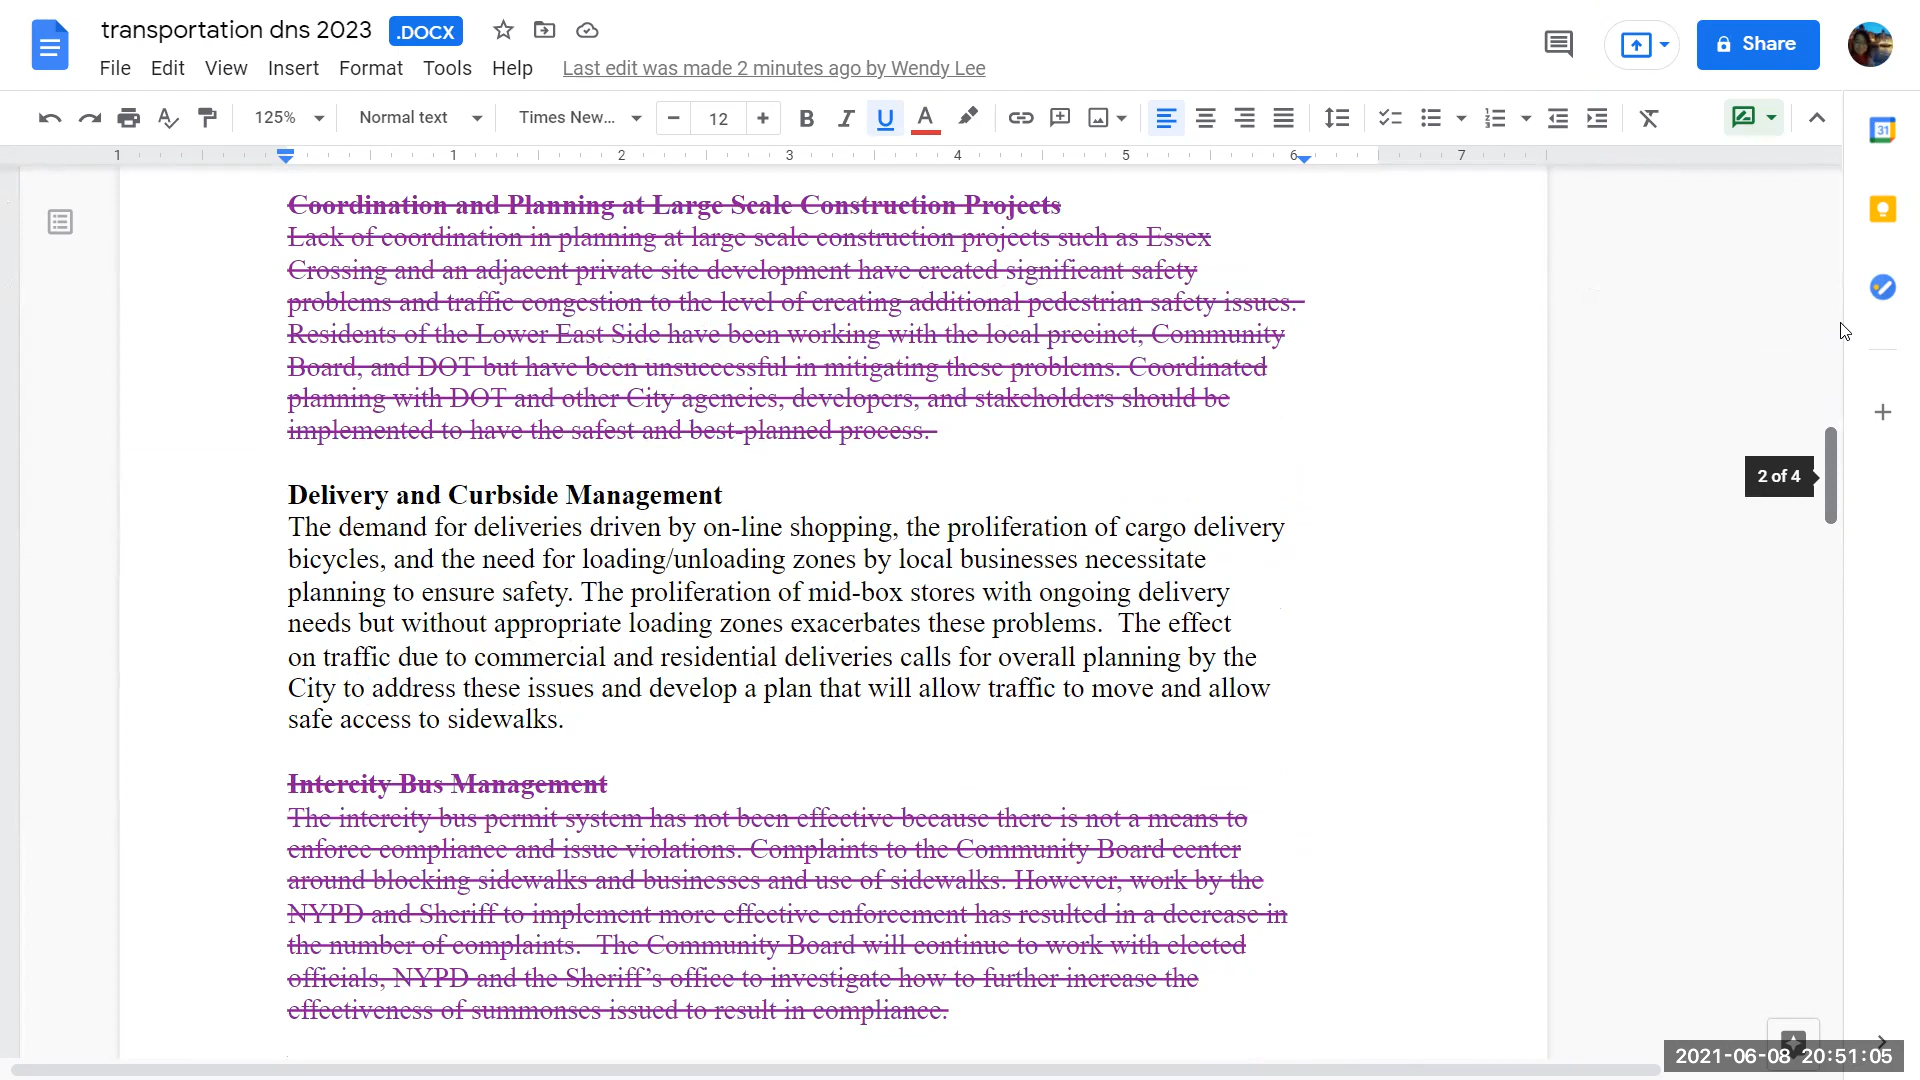 transportation dns 2023 .DOCX
Share
File Edit View Insert Format Tools Help Last edit was made 2 minutes ago by Wendy Lee
125% Normal text Times New... 12 B I U A
1 1 2 3 4 5 6 7
31
Coordination and Planning at Large Scale Construction Projects
Lack of coordination in planning at large scale construction projects such as Essex
Crossing and an adjacent private site development have created significant safety
problems and traffic congestion to the level of creating additional pedestrian safety issues.
Residents of the Lower East Side have been working with the local precinct, Community
Board, and DOT but have been unsuccessful in mitigating these problems. Coordinated
planning with DOT and other City agencies, developers, and stakeholders should be
implemented to have the safest and best-planned process.
2 of 4
Delivery and Curbside Management
The demand for deliveries driven by on-line shopping, the proliferation of cargo delivery
bicycles, and the need for loading/unloading zones by local businesses necessitate
planning to ensure safety. The proliferation of mid-box stores with ongoing delivery
needs but without appropriate loading zones exacerbates these problems.  The effect
on traffic due to commercial and residential deliveries calls for overall planning by the
City to address these issues and develop a plan that will allow traffic to move and allow
safe access to sidewalks.
Intercity Bus Management
The intercity bus permit system has not been effective because there is not a means to
enforce compliance and issue violations. Complaints to the Community Board center
around blocking sidewalks and businesses and use of sidewalks. However, work by the
NYPD and Sheriff to implement more effective enforcement has resulted in a decrease in
the number of complaints.  The Community Board will continue to work with elected
officials, NYPD and the Sheriff’s office to investigate how to further increase the
effectiveness of summonses issued to result in compliance.
2021-06-08 20:51:05